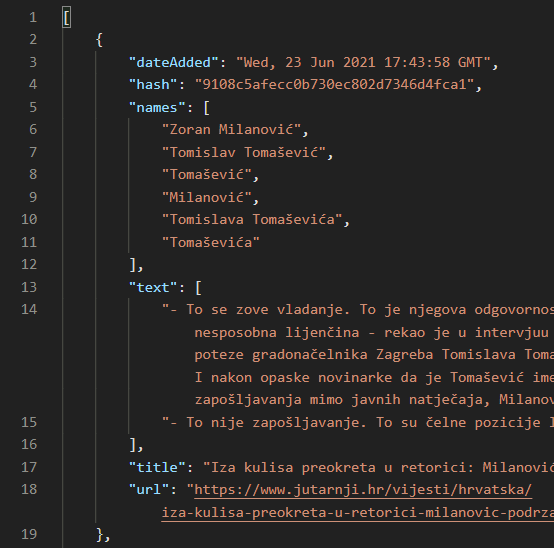 1 [
2 {
3 "dateAdded": "Wed, 23 Jun 2021 17:43:58 GMT",
4 "hash": "9108c5afecc0b730ec802d7346d4fca1",
5 "names": [
6 "Zoran Milanović",
7 "Tomislav Tomašević",
8 "Tomašević",
9 "Milanović",
10 "Tomislava Tomaševića",
11 "Tomaševića"
12 ],
13 "text": [
14 "- To se zove vladanje. To je njegova odgovornos
nesposobna lijenčina - rekao je u intervjuu
poteze gradonačelnika Zagreba Tomislava Toma
I nakon opaske novinarke da je Tomašević ime
zapošljavanja mimo javnih natječaja, Milanov
15 "- To nije zapošljavanje. To su čelne pozicije
16 ],
17 "title": "Iza kulisa preokreta u retorici: Milanović
18 "url": "https://www.jutarnji.hr/vijesti/hrvatska/
iza-kulisa-preokreta-u-retorici-milanovic-podrza
19 },